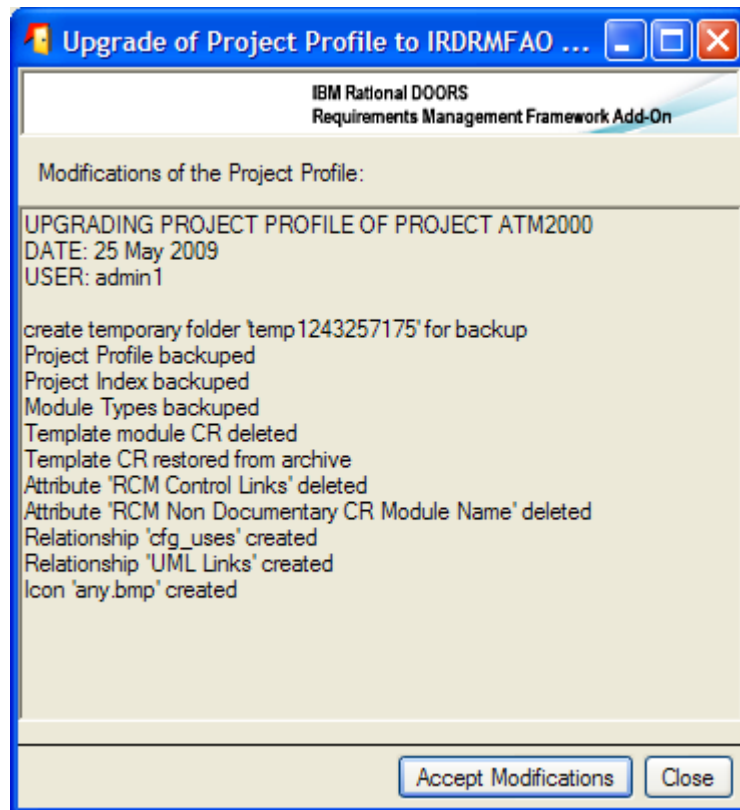 Upgrade of Project Profile to IRDRMFAO ...
IBM Rational DOORS
Requirements Management Framework Add-On
Modifications of the Project Profile:
UPGRADING PROJECT PROFILE OF PROJECT ATM2000
DATE: 25 May 2009
USER: admin1
create temporary folder 'temp1243257175' for backup
Project Profile backuped
Project Index backuped
Module Types backuped
Template module CR deleted
Template CR restored from archive
Attribute 'RCM Control Links' deleted
Attribute 'RCM Non Documentary CR Module Name' deleted
Relationship 'cfg_uses' created
Relationship 'UML Links' created
Icon 'any.bmp' created
Accept Modifications
Close